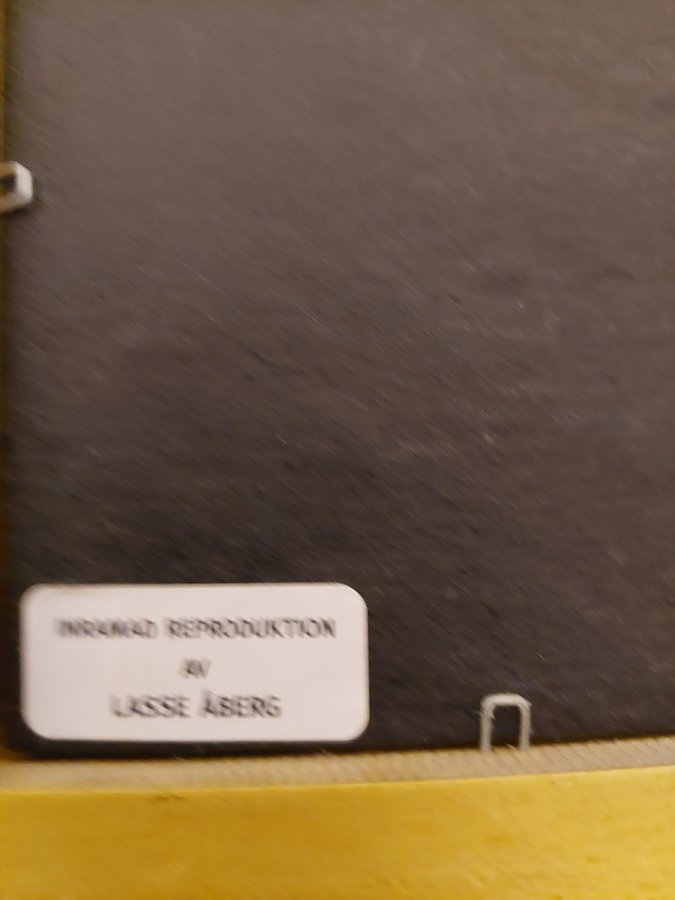 INRAMAD REPRODUKTION
AV
LASSE ÅBERG